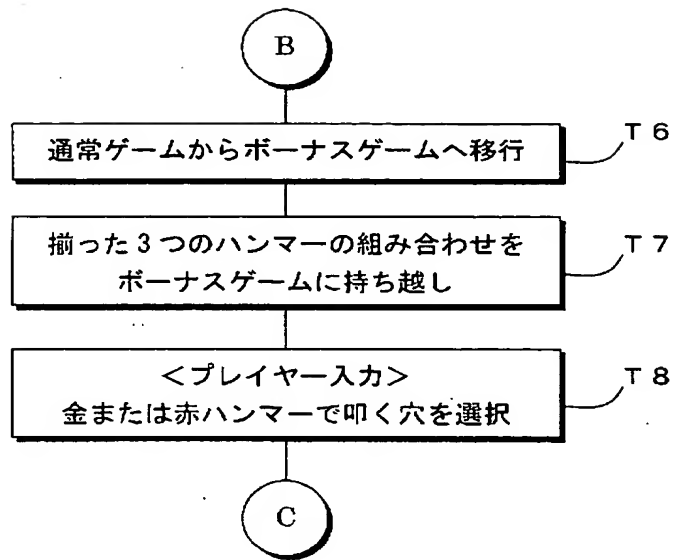 B
通常ゲームからボーナスゲームへ移行
T6
揃った3つのハンマーの組み合わせを
ボーナスゲームに持ち越し
T7
<プレイヤー入力>
金または赤ハンマーで叩く穴を選択
T8
C